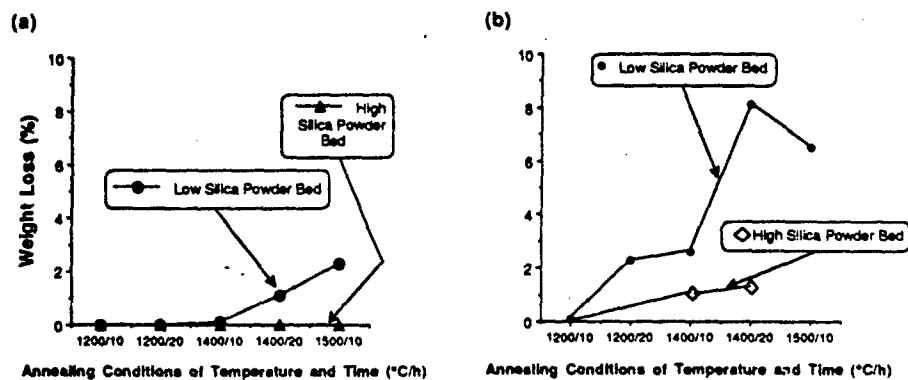 (a)
10
8
6
4
2
0
Weight Loss (%)
High
Silica Powder
Bed
Low Silica Powder Bed
1200/10 1200/20 1400/10 1400/20 1500/10
Annealing Conditions of Temperature and Time (°C/h)
(b)
10
8
6
4
2
0
Low Silica Powder Bed
High Silica Powder Bed
1200/10 1200/20 1400/10 1400/20 1500/10
Annealing Conditions of Temperature and Time (°C/h)